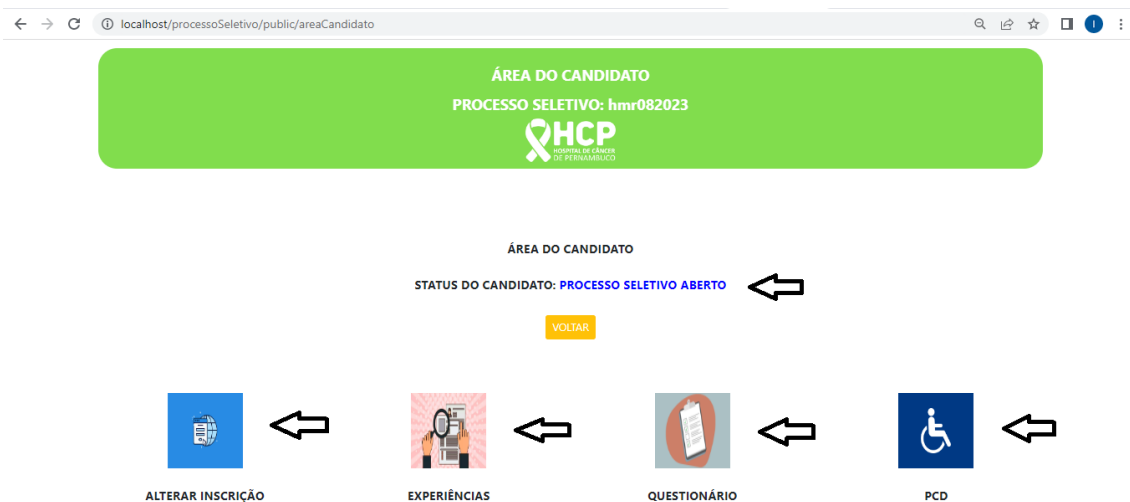 localhost/processoSeletivo/public/areaCandidato
I
ÁREA DO CANDIDATO
PROCESSO SELETIVO: hmr082023
HCP
HOSPITAL DE CÂNCER
DE PERNAMBUCO
ÁREA DO CANDIDATO
STATUS DO CANDIDATO: PROCESSO SELETIVO ABERTO
VOLTAR
ALTERAR INSCRIÇÃO EXPERIÊNCIAS QUESTIONÁRIO PCD